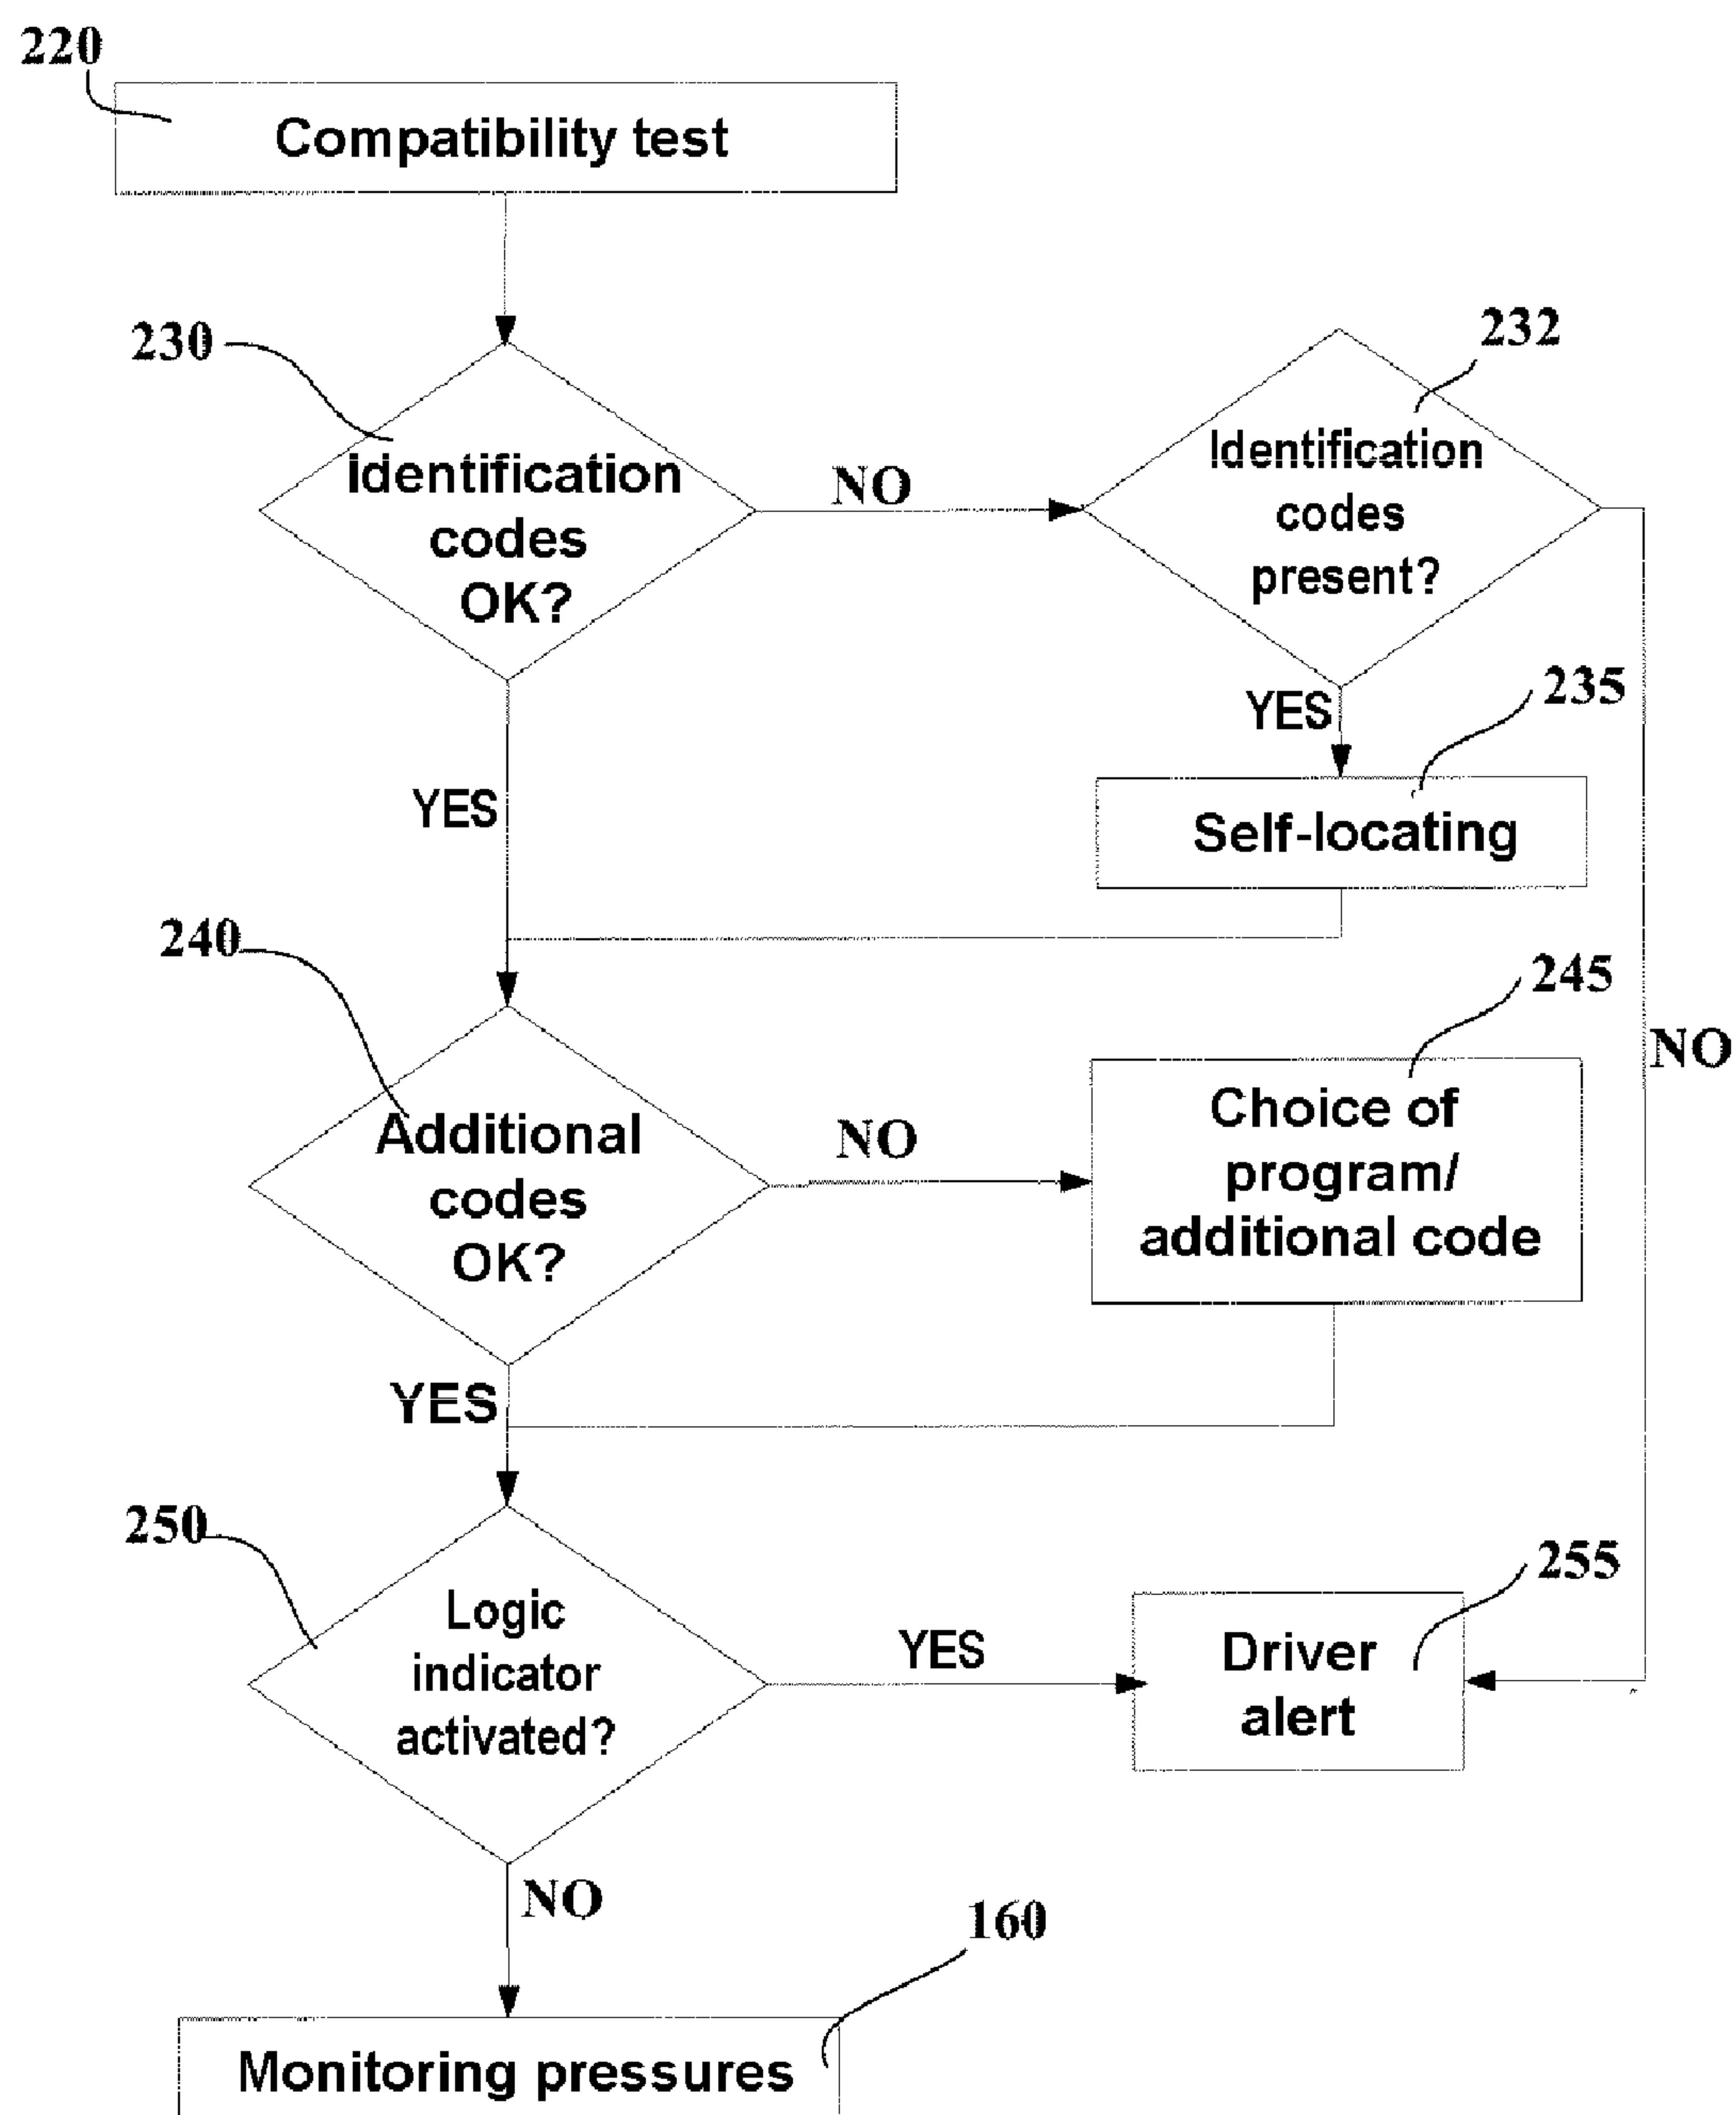 220
Compatibility test
230
Identification
codes
OK?
NO
232
Identification
codes
present?
YES
235
Self-locating
YES
240
Additional
codes
OK?
NO
245
Choice of
program/
additional code
NO
YES
250
Logic
indicator
activated?
YES
255
Driver
alert
NO
160
Monitoring pressures